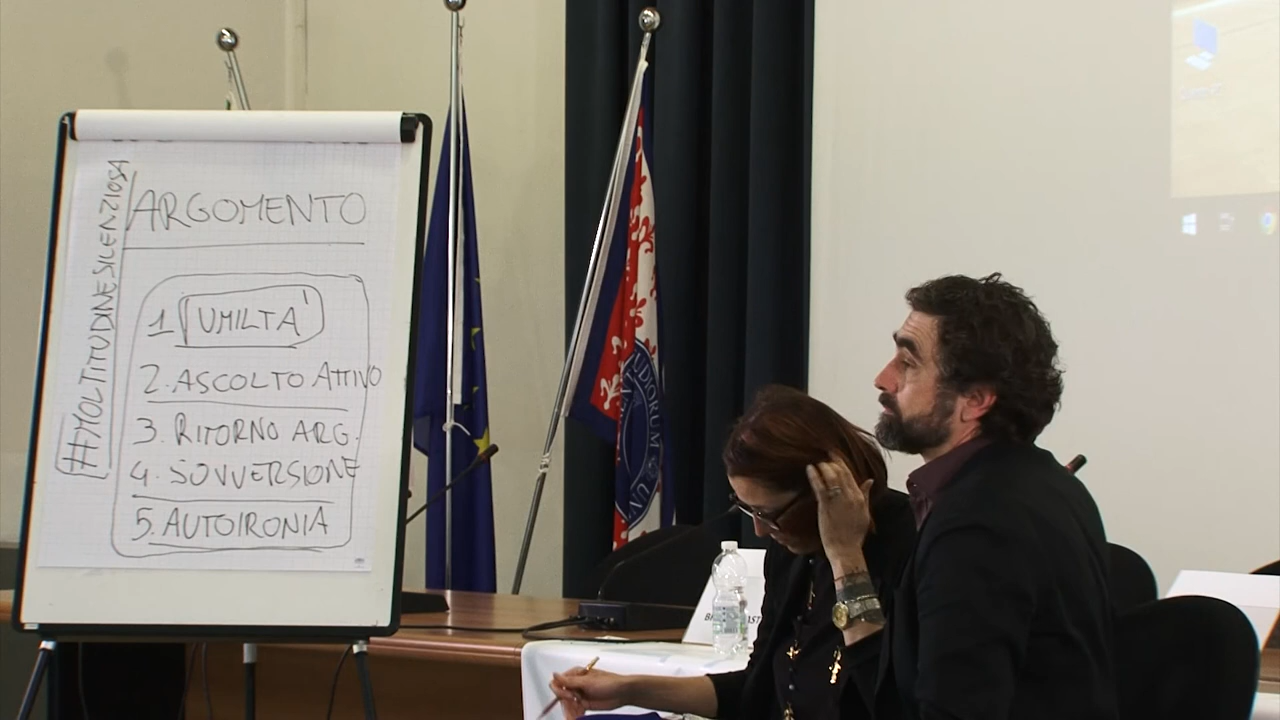 #MOLTITUDINESILENZIOSA
ARGOMENTO
1 UMILTA'
2. ASCOLTO ATTIVO
3. RITORNO ARG.
4. SOVVERSIONE
5. AUTOIRONIA